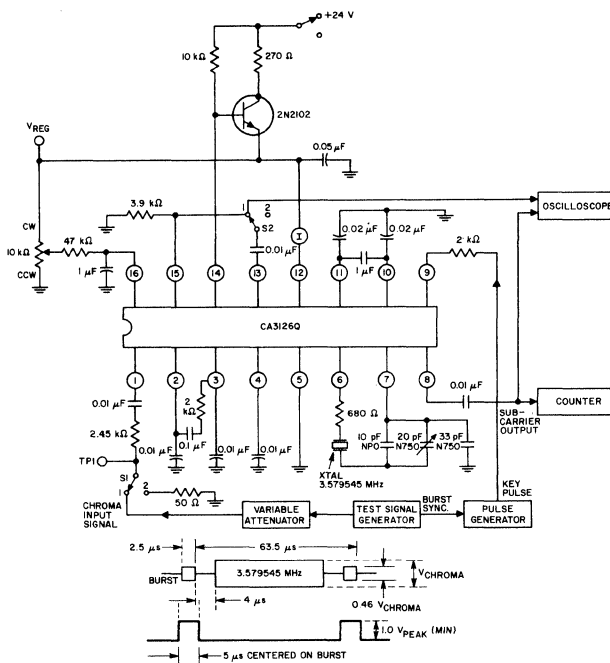 +24 V
10 kΩ
270 Ω
2N2102
VREG
0.05 μF
3.9 kΩ
1
2
S2
OSCILLOSCOPE
CW
10 kΩ
CCW
47 kΩ
1 μF
0.01 μF
I
0.02 μF
0.02 μF
1 μF
2 kΩ
16
15
14
13
12
11
10
9
CA3126Q
1
2
3
4
5
6
7
8
0.01 μF
2.45 kΩ
2 kΩ
0.1 μF
0.01 μF
0.01 μF
0.01 μF
680 Ω
XTAL
3.579545 MHz
10 pF
NPO
20 pF
N750
33 pF
N750
0.01 μF
SUB-
CARRIER
OUTPUT
COUNTER
TP1
S1
1
2
50 Ω
CHROMA
INPUT
SIGNAL
VARIABLE
ATTENUATOR
TEST SIGNAL
GENERATOR
BURST
SYNC.
PULSE
GENERATOR
KEY
PULSE
2.5 μs
63.5 μs
BURST
3.579545 MHz
VCHROMA
4 μs
0.46 VCHROMA
1.0 VPEAK (MIN)
5 μs CENTERED ON BURST